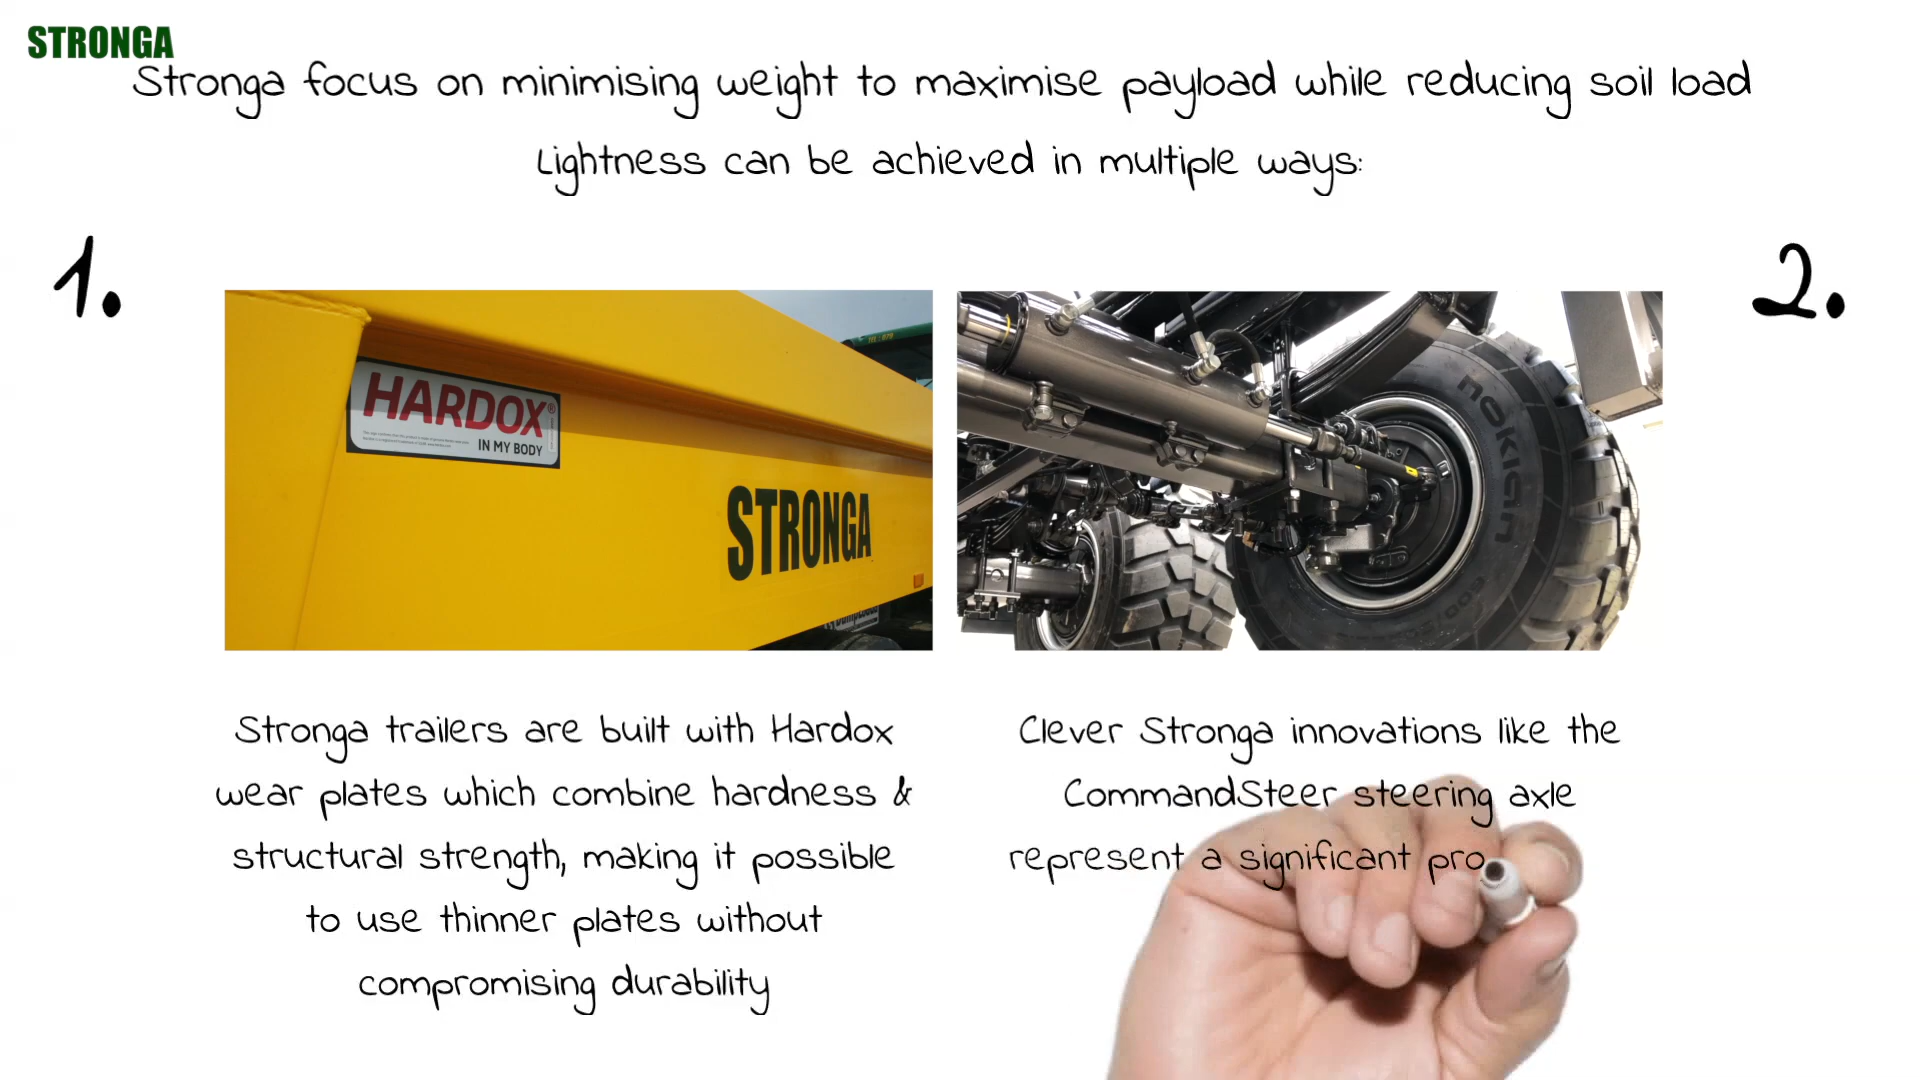 STRONGA
Stronga focus on minimising weight to maximise payload while reducing soil load
Lightness can be achieved in multiple ways:
1.
2.
HARDOX®
IN MY BODY
STRONGA
nokian
Stronga trailers are built with Hardox
wear plates which combine hardness &
structural strength, making it possible
to use thinner plates without
compromising durability
Clever Stronga innovations like the
CommandSteer steering axle
represent a significant pro